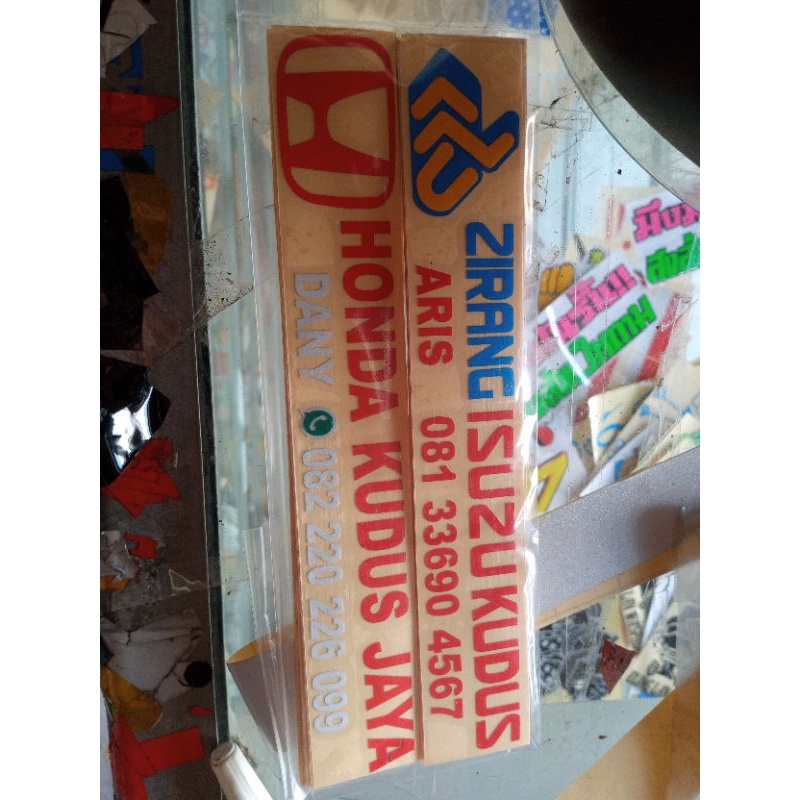 ZIRANG ISUZU KUDUS
ARIS 081 33690 4567
HONDA KUDUS JAYA
DANY 082 220 226 099